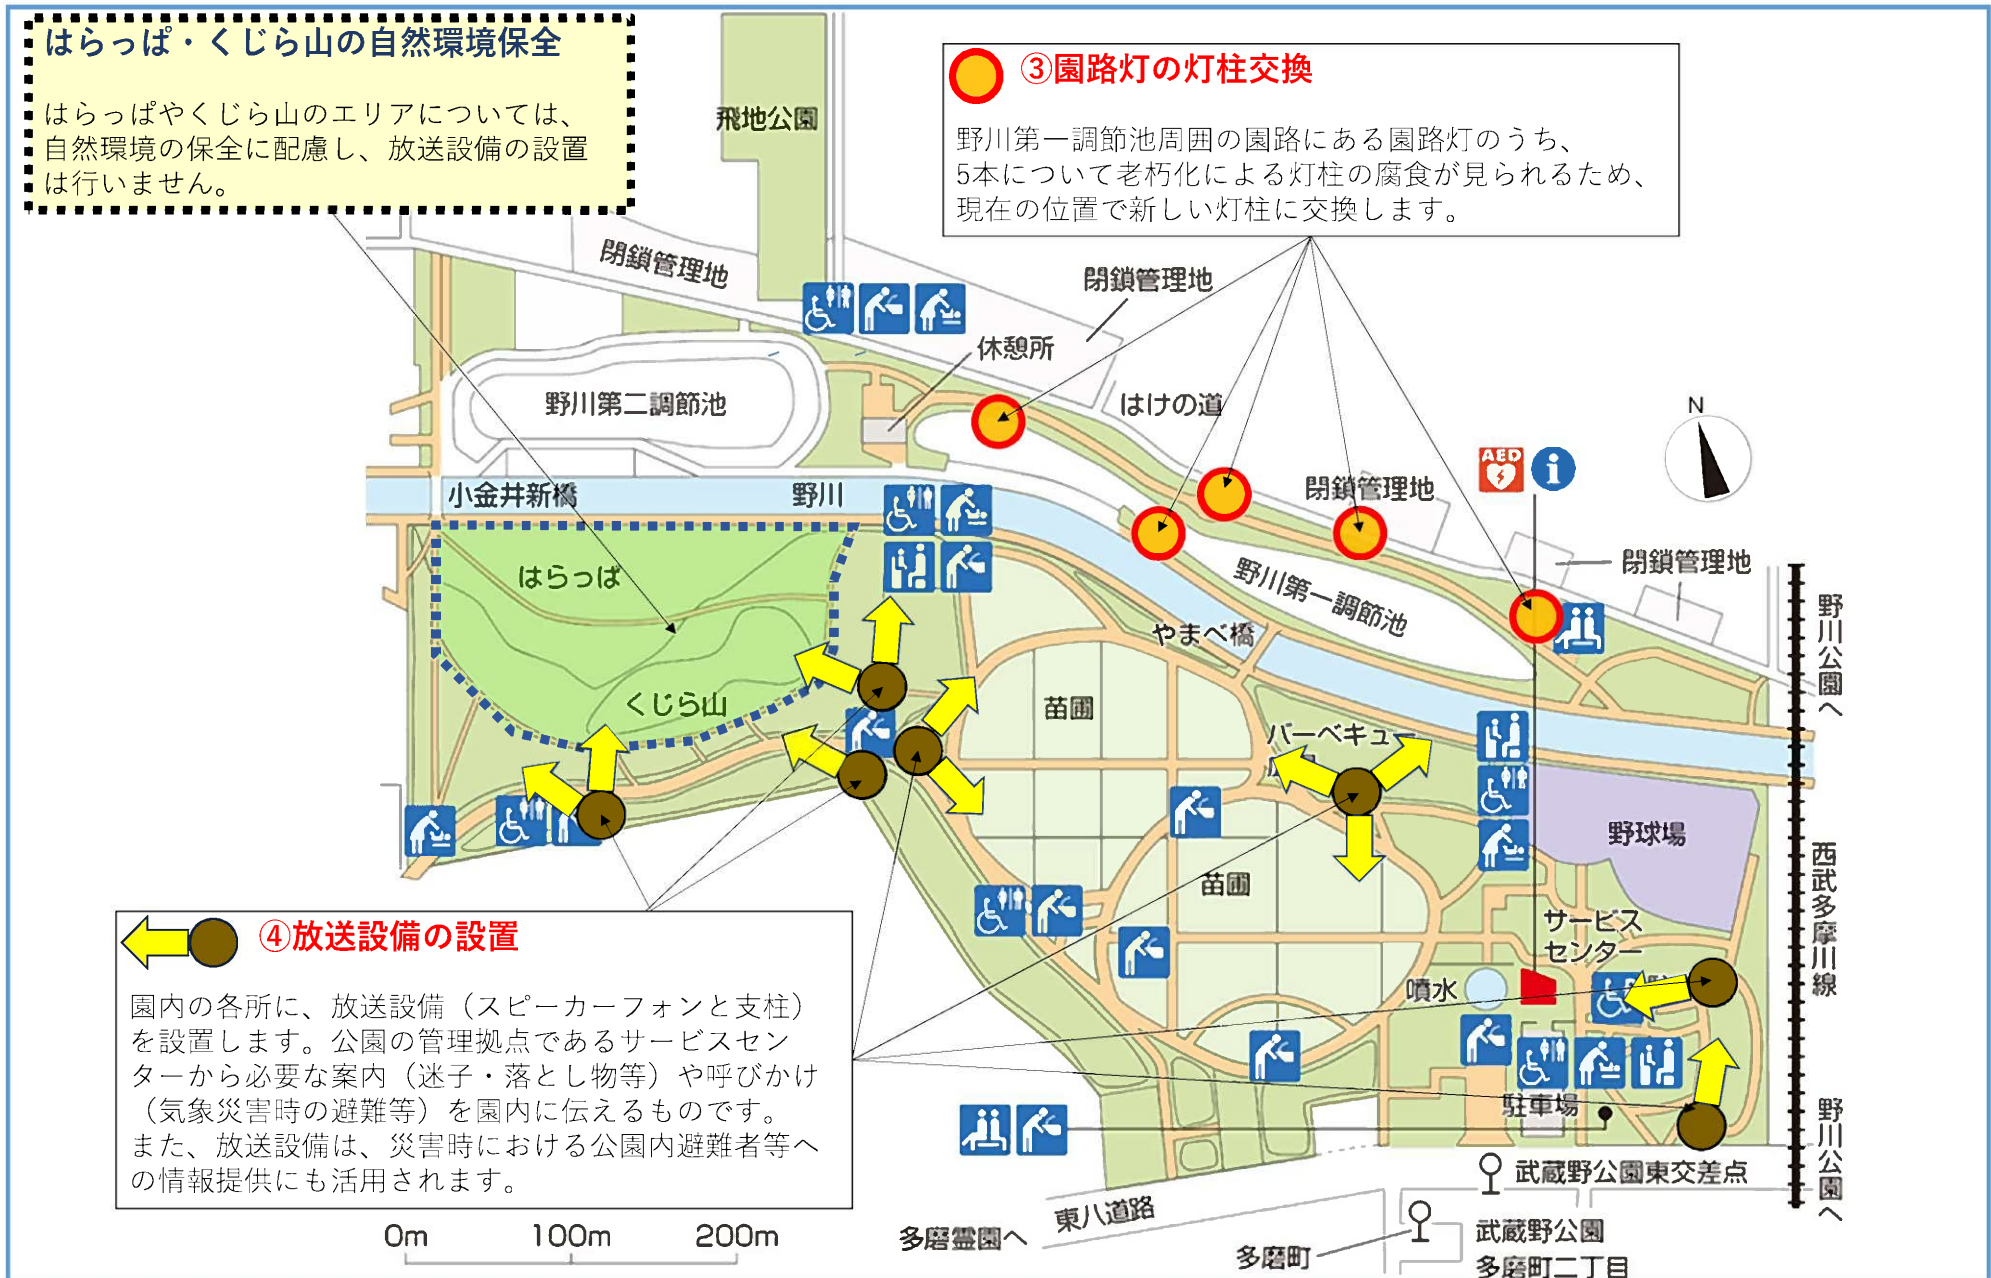 はらっぱ・くじら山の自然環境保全
はらっぱやくじら山のエリアについては、
自然環境の保全に配慮し、放送設備の設置
は行いません。
飛地公園
③園路灯の灯柱交換
野川第一調節池周囲の園路にある園路灯のうち、
5本について老朽化による灯柱の腐食が見られるため、
現在の位置で新しい灯柱に交換します。
閉鎖管理地
閉鎖管理地
休憩所
野川第二調節池
はけの道
N
AED
i
小金井新橋
野川
閉鎖管理地
閉鎖管理地
はらっぱ
野川第一調節池
やまべ橋
野川公園へ
くじら山
苗圃
バーベキュー
野球場
西武多摩川線
苗圃
サービス
センター
噴水
④放送設備の設置
園内の各所に、放送設備（スピーカーフォンと支柱）
を設置します。公園の管理拠点であるサービスセン
ターから必要な案内（迷子・落とし物等）や呼びかけ
（気象災害時の避難等）を園内に伝えるものです。
また、放送設備は、災害時における公園内避難者等へ
の情報提供にも活用されます。
駐車場
野川公園へ
武蔵野公園東交差点
東八道路
多磨霊園へ
武蔵野公園
多磨町
多磨町二丁目
0m 100m 200m